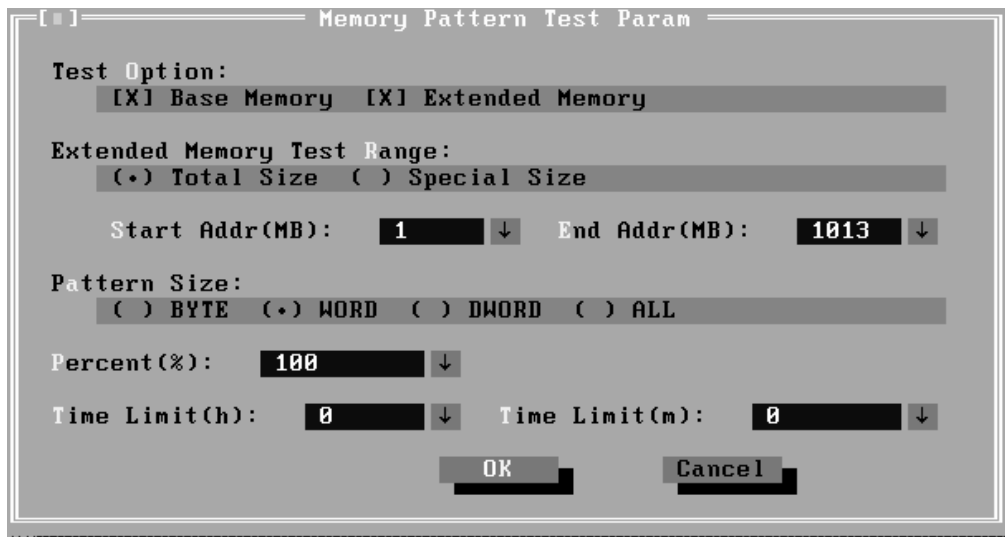 [■] Memory Pattern Test Param
Test Option:
[X] Base Memory [X] Extended Memory
Extended Memory Test Range:
(•) Total Size ( ) Special Size
Start Addr(MB): 1 ↓ End Addr(MB): 1013 ↓
Pattern Size:
( ) BYTE (•) WORD ( ) DWORD ( ) ALL
Percent(%): 100 ↓
Time Limit(h): 0 ↓ Time Limit(m): 0 ↓
OK Cancel